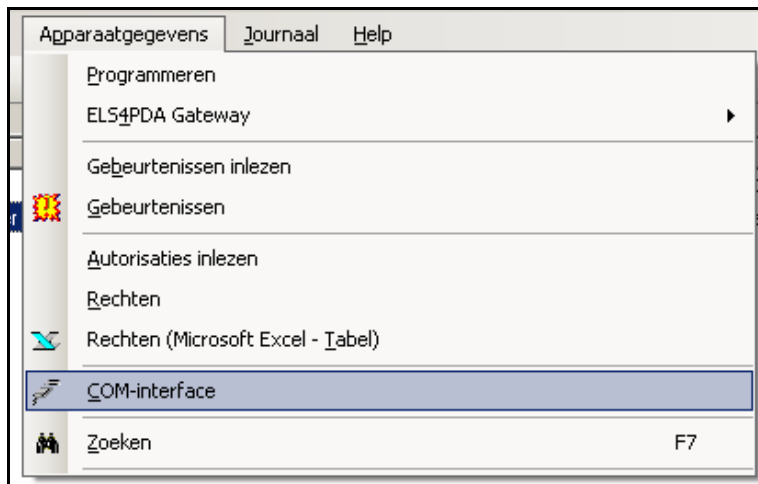 Apparaatgegevens Journaal Help
Programmeren
ELS4PDA Gateway
Gebeurtenissen inlezen
Gebeurtenissen
Autorisaties inlezen
Rechten
Rechten (Microsoft Excel - Tabel)
COM-interface
Zoeken F7